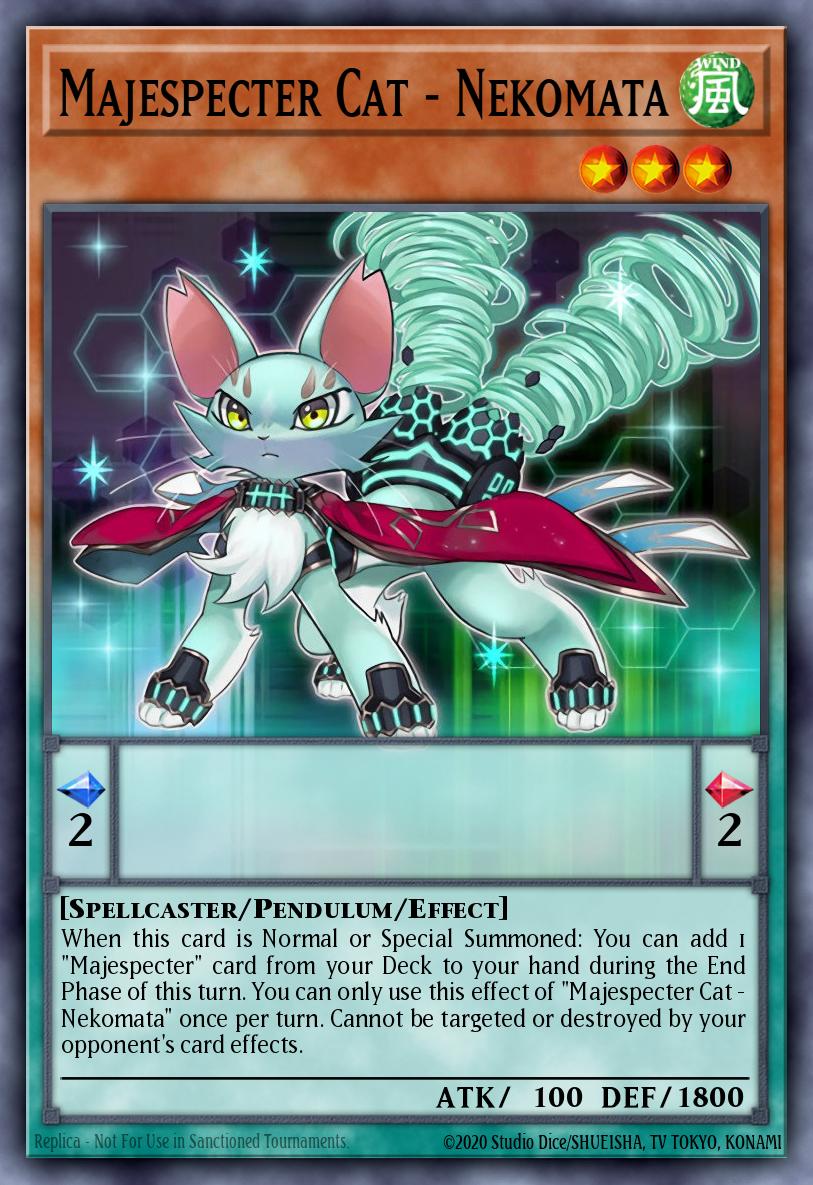 Majespecter Cat - Nekomata
WIND
風
2
2
[Spellcaster/Pendulum/Effect]
When this card is Normal or Special Summoned: You can add 1
"Majespecter" card from your Deck to your hand during the End
Phase of this turn. You can only use this effect of "Majespecter Cat -
Nekomata" once per turn. Cannot be targeted or destroyed by your
opponent's card effects.
ATK/ 100 DEF/1800
Replica - Not For Use in Sanctioned Tournaments.
©2020 Studio Dice/SHUEISHA, TV TOKYO, KONAMI